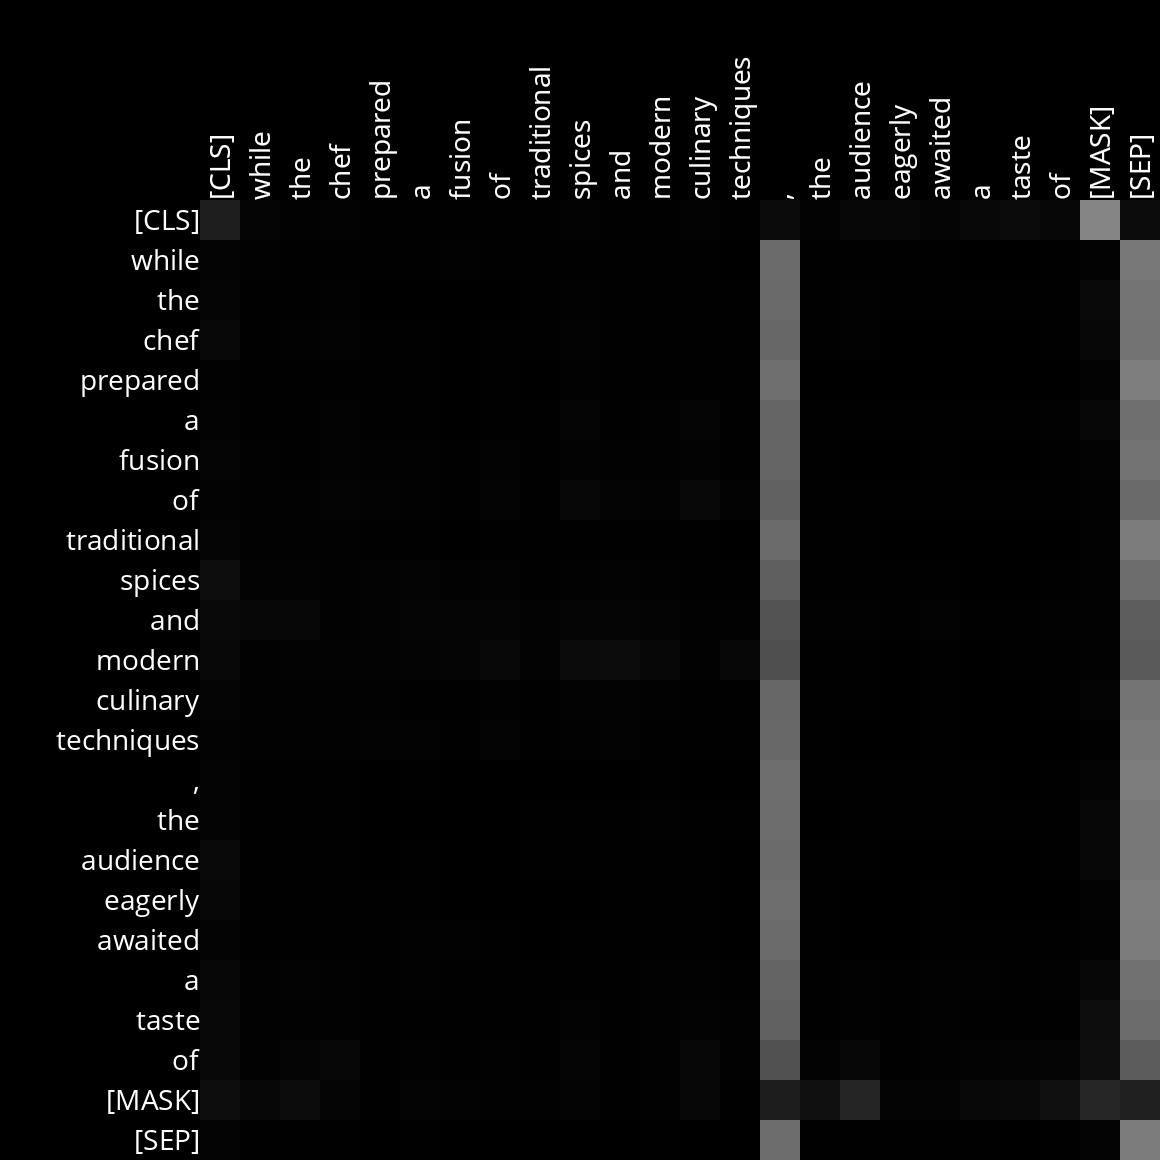 [CLS] while the chef prepared a fusion of traditional spices and modern culinary techniques , the audience eagerly awaited a taste of [MASK] [SEP]
[CLS]
while
the
chef
prepared
a
fusion
of
traditional
spices
and
modern
culinary
techniques
,
the
audience
eagerly
awaited
a
taste
of
[MASK]
[SEP]